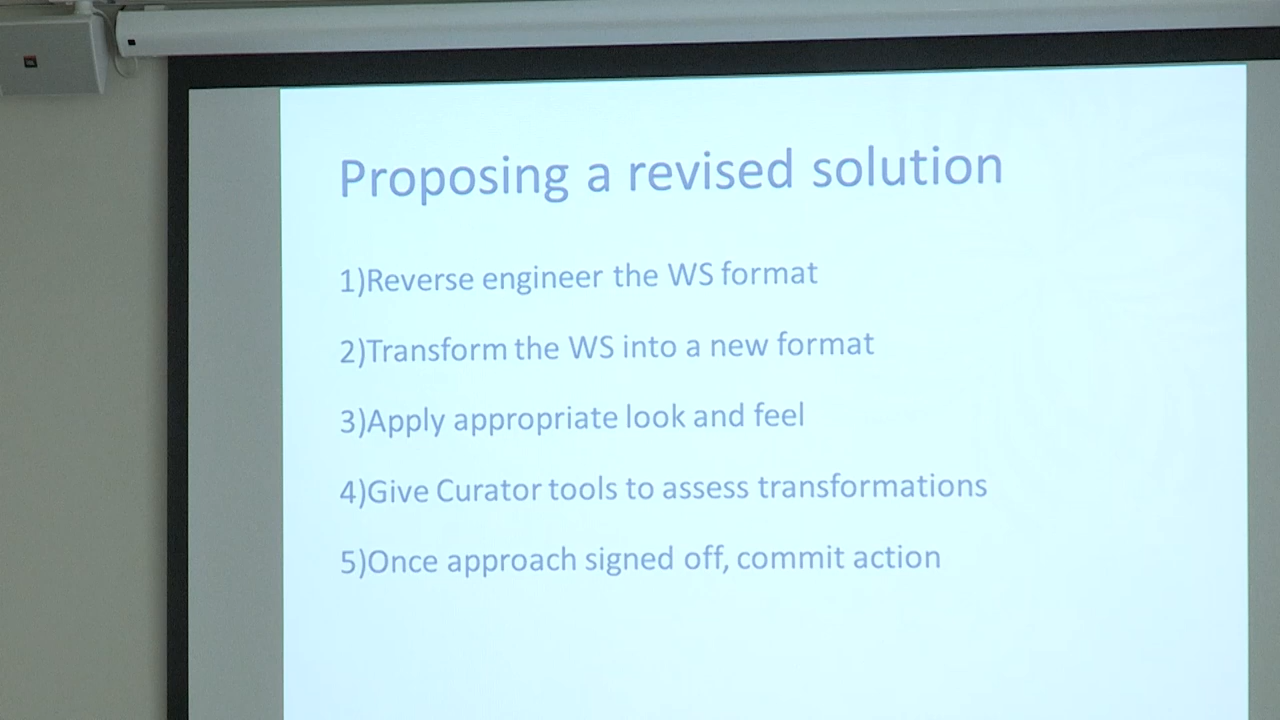 Proposing a revised solution
1)Reverse engineer the WS format
2)Transform the WS into a new format
3)Apply appropriate look and feel
4)Give Curator tools to assess transformations
5)Once approach signed off, commit action